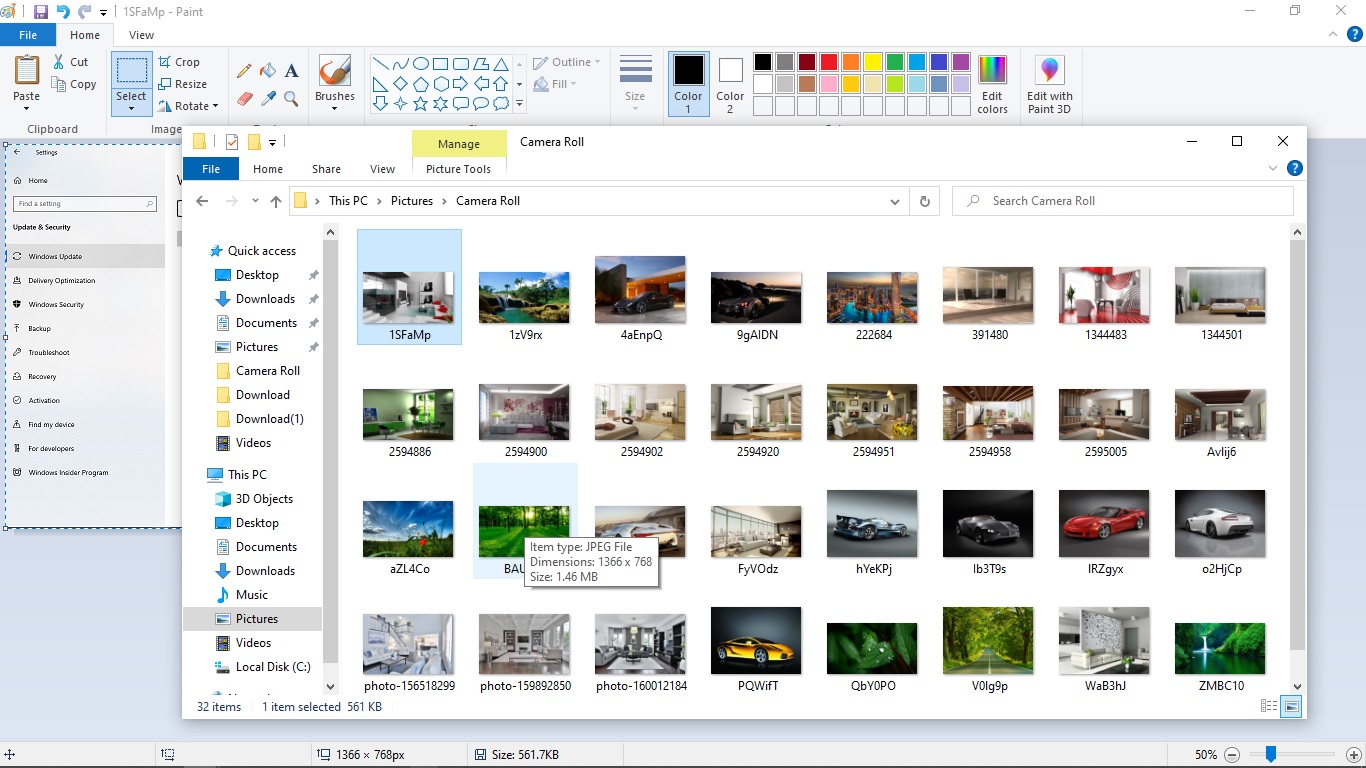 1SFaMp - Paint
File Home View
Paste
Cut
Copy
Clipboard
Select
Crop
Resize
Rotate
Image
A
Brushes
Outline
Fill
Size
Color 1
Color 2
Edit colors
Edit with Paint 3D
Settings
Home
Find a setting
Update & Security
Windows Update
Delivery Optimization
Windows Security
Backup
Troubleshoot
Recovery
Activation
Find my device
For developers
Windows Insider Program
Manage
Camera Roll
File Home Share View Picture Tools
This PC Pictures Camera Roll
Search Camera Roll
Quick access
Desktop
Downloads
Documents
Pictures
Camera Roll
Download
Download(1)
Videos
This PC
3D Objects
Desktop
Documents
Downloads
Music
Pictures
Videos
Local Disk (C:)
1SFaMp 1zV9rx 4aEnpQ 9gAIDN 222684 391480 1344483 1344501
2594886 2594900 2594902 2594920 2594951 2594958 2595005 AvIij6
aZL4Co BAU FyVOdz hYeKPj Ib3T9s IRZgyx o2HjCp
Item type: JPEG File
Dimensions: 1366 x 768
Size: 1.46 MB
photo-156518299 photo-159892850 photo-160012184 PQWifT QbY0PO V0Ig9p WaB3hJ ZMBC10
32 items 1 item selected 561 KB
1366 × 768px Size: 561.7KB 50%